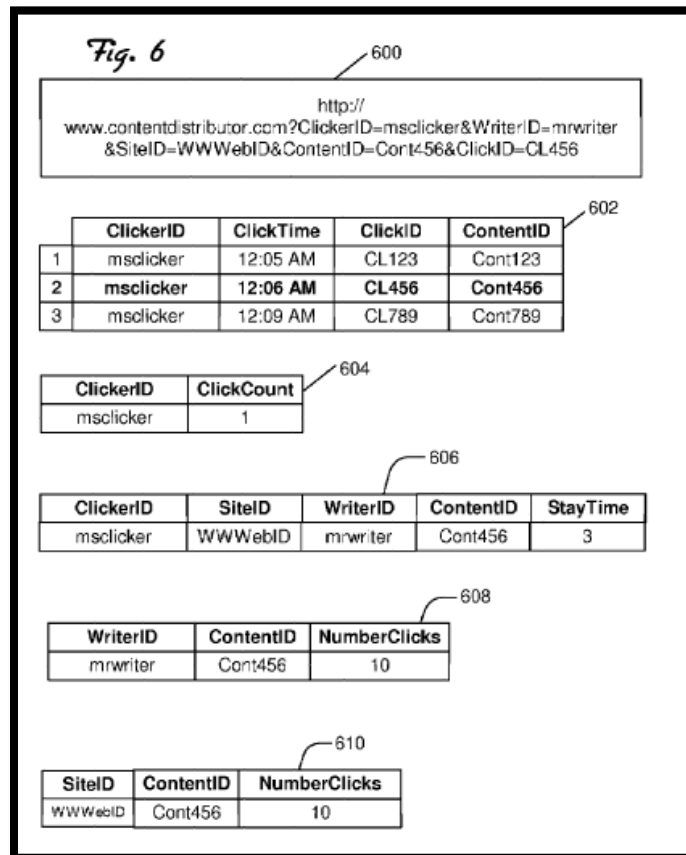 Fig. 6
600
http://
www.contentdistributor.com?ClickerID=msclicker&WriterID=mrwriter
&SiteID=WWWebID&ContentID=Cont456&ClickID=CL456
602
ClickerID ClickTime ClickID ContentID
1 msclicker 12:05 AM CL123 Cont123
2 msclicker 12:06 AM CL456 Cont456
3 msclicker 12:09 AM CL789 Cont789
604
ClickerID ClickCount
msclicker 1
606
ClickerID SiteID WriterID ContentID StayTime
msclicker WWWebID mrwriter Cont456 3
608
WriterID ContentID NumberClicks
mrwriter Cont456 10
610
SiteID ContentID NumberClicks
WWWebID Cont456 10